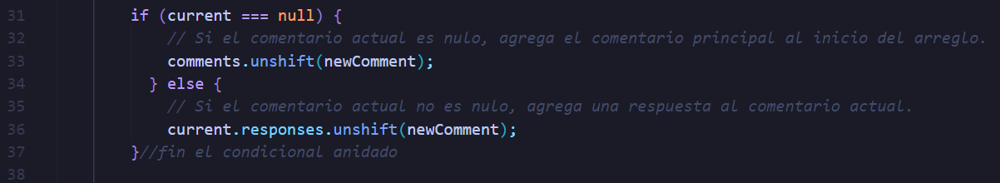 31 if (current === null) {
32 // Si el comentario actual es nulo, agrega el comentario principal al inicio del arreglo.
33 comments.unshift(newComment);
34 } else {
35 // Si el comentario actual no es nulo, agrega una respuesta al comentario actual.
36 current.responses.unshift(newComment);
37 }//fin el condicional anidado
38